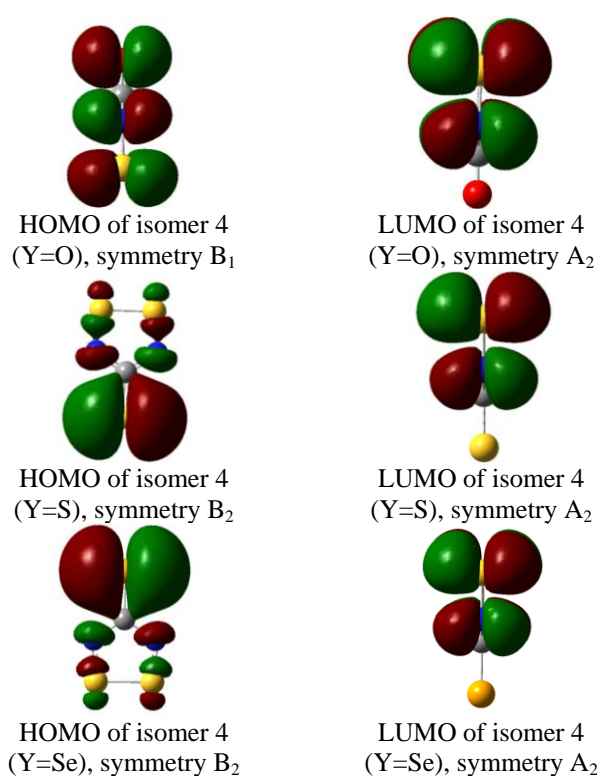 HOMO of isomer 4
(Y=O), symmetry B₁
LUMO of isomer 4
(Y=O), symmetry A₂
HOMO of isomer 4
(Y=S), symmetry B₂
LUMO of isomer 4
(Y=S), symmetry A₂
HOMO of isomer 4
(Y=Se), symmetry B₂
LUMO of isomer 4
(Y=Se), symmetry A₂